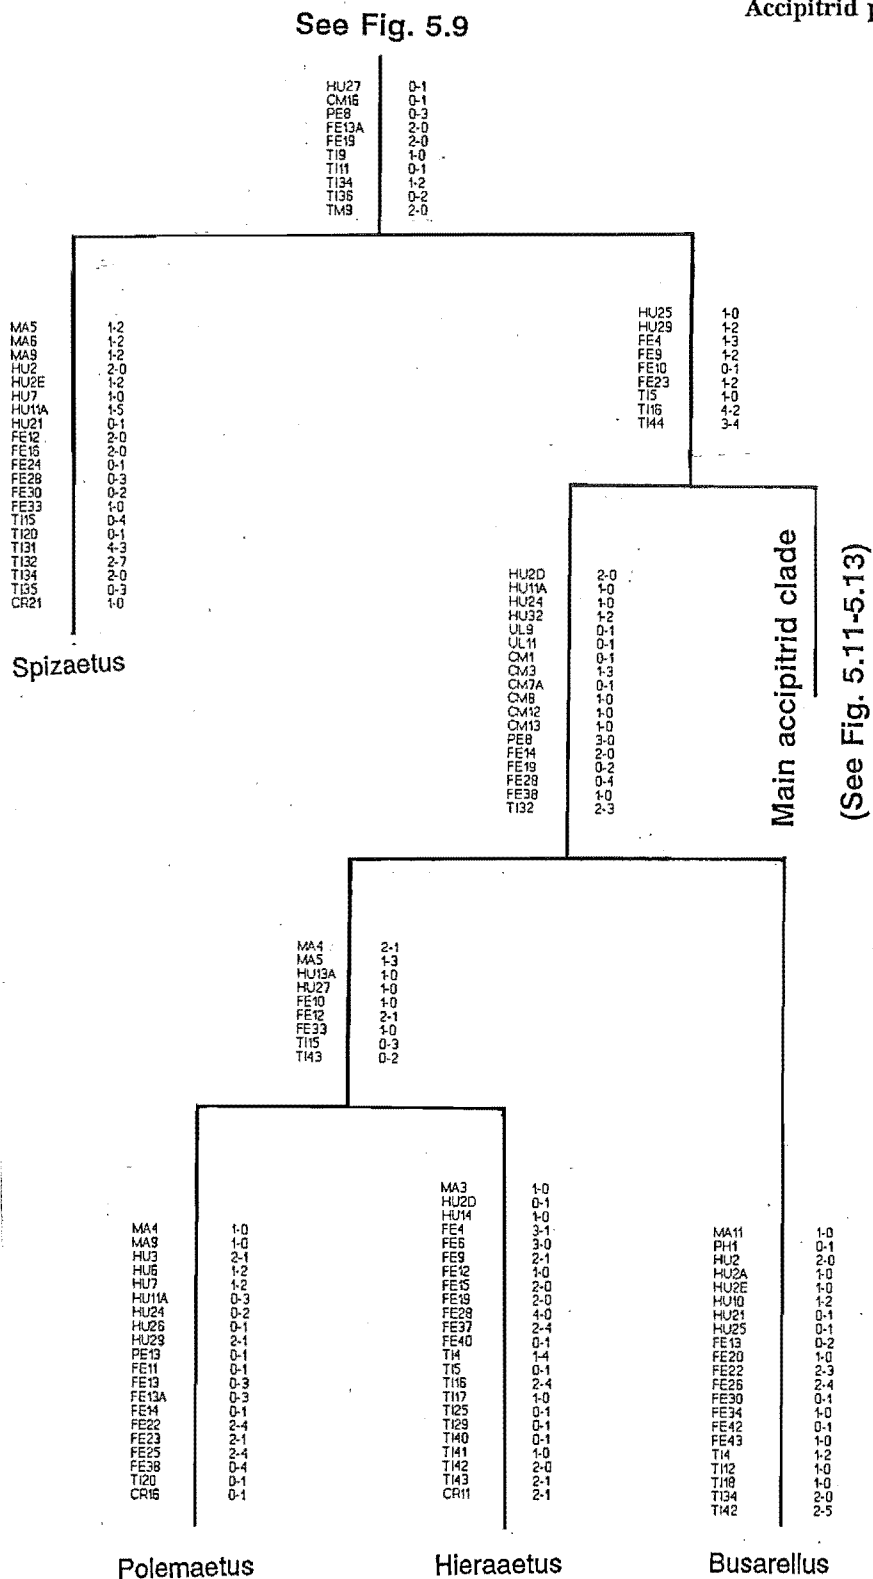 Accipitrid
See Fig. 5.9
HU27 0-1
CM16 0-1
PE8 0-3
FE13A 2-0
FE19 2-0
TI9 1-0
TI11 0-1
TI34 1-2
TI36 0-2
TM9 2-0
MA5 1-2
MA6 1-2
MA9 1-2
HU2 2-0
HU2E 1-2
HU7 1-0
HU11A 1-5
HU21 0-1
FE12 2-0
FE16 2-0
FE24 0-1
FE28 0-3
FE30 0-2
FE33 1-0
TI15 0-4
TI20 0-1
TI31 4-3
TI32 2-7
TI34 2-0
TI35 0-3
CR21 1-0
Spizaetus
HU25 1-0
HU29 1-2
FE4 1-3
FE9 1-2
FE10 0-1
FE23 1-2
TI5 1-0
TI16 4-2
TI44 3-4
Main accipitrid clade
(See Fig. 5.11-5.13)
HU2D 2-0
HU11A 1-0
HU24 1-0
HU32 1-2
UL9 0-1
UL11 0-1
CM1 0-1
CM3 1-3
CM7A 0-1
CM8 1-0
CM12 1-0
CM13 1-0
PE8 3-0
FE14 2-0
FE19 0-2
FE28 0-4
FE38 1-0
TI32 2-3
MA4 2-1
MA5 1-3
HU13A 1-0
HU27 1-0
FE10 1-0
FE12 2-1
FE33 1-0
TI15 0-3
TI43 0-2
MA4 1-0
MA9 1-0
HU3 2-1
HU6 1-2
HU7 1-2
HU11A 0-3
HU24 0-2
HU26 0-1
HU29 2-1
PE13 0-1
FE11 0-1
FE13 0-3
FE13A 0-3
FE14 0-1
FE22 2-4
FE23 2-1
FE25 2-4
FE38 0-4
TI20 0-1
CR16 0-1
Polemaetus
MA3 1-0
HU2D 0-1
HU14 1-0
FE4 3-1
FE6 3-0
FE9 2-1
FE12 1-0
FE15 2-0
FE19 2-0
FE28 4-0
FE37 2-4
FE40 0-1
TI4 1-4
TI5 0-1
TI16 2-4
TI17 1-0
TI25 0-1
TI29 0-1
TI40 0-1
TI41 1-0
TI42 2-0
TI43 2-1
CR11 2-1
Hieraaetus
MA11 1-0
PH1 0-1
HU2 2-0
HU2A 1-0
HU2E 1-0
HU10 1-2
HU21 0-1
HU25 0-1
FE13 0-2
FE20 1-0
FE22 2-3
FE26 2-4
FE30 0-1
FE34 1-0
FE42 0-1
FE43 1-0
TI4 1-2
TI12 1-0
TI18 1-0
TI34 2-0
TI42 2-5
Busarellus